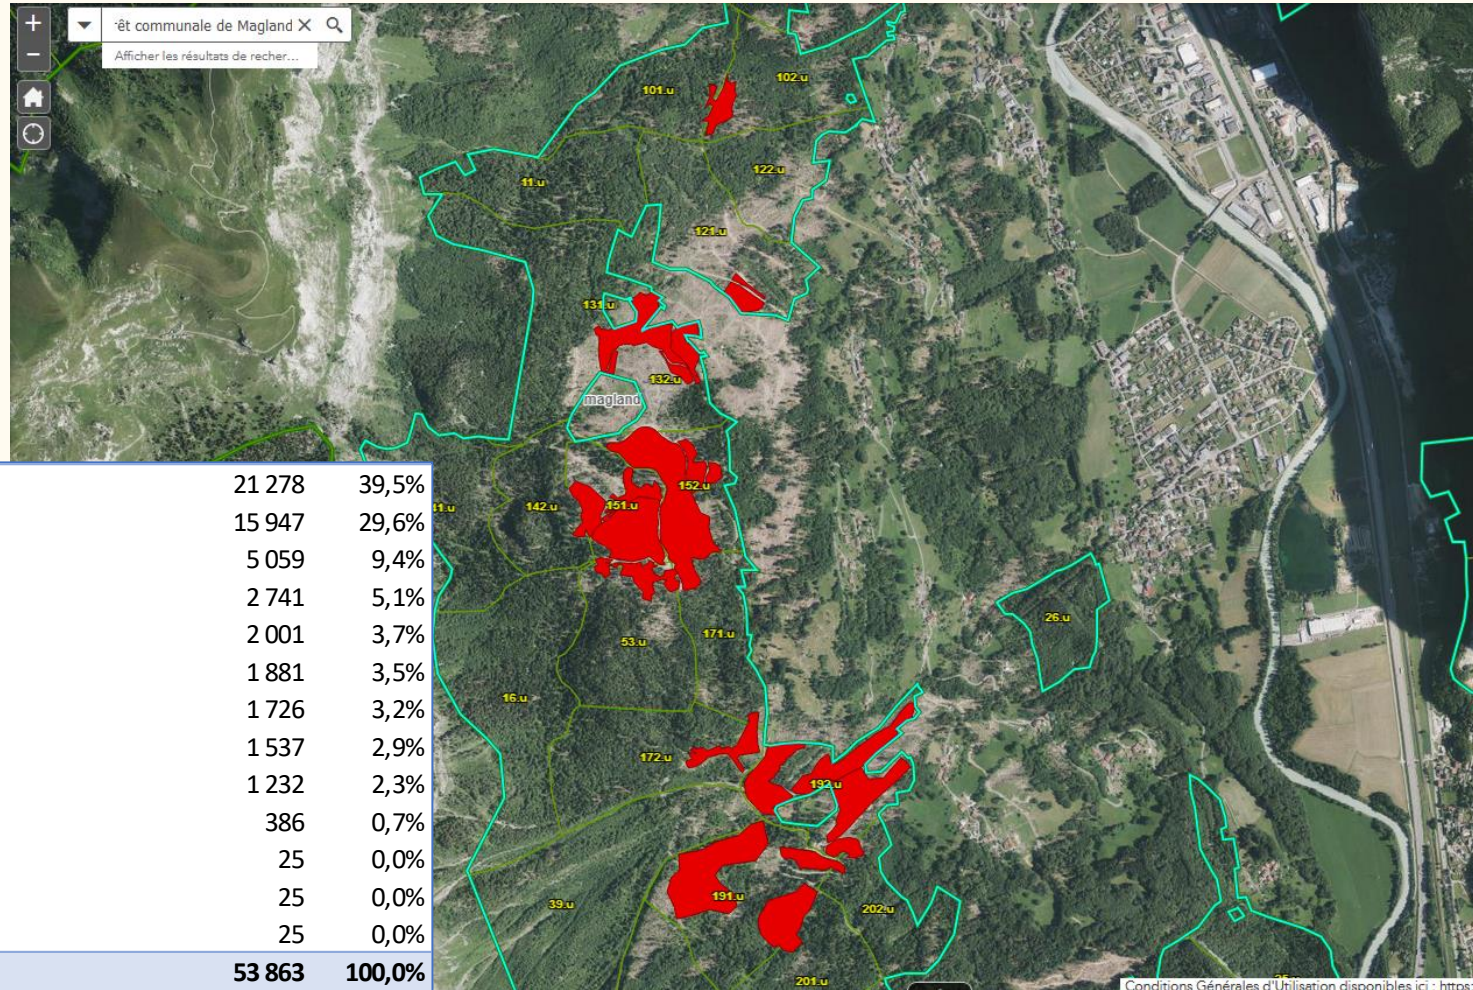 êt communale de Magland
Afficher les résultats de recher...
101.u
102.u
11.u
122.u
121.u
131.u
132.u
magland
152.u
142.u
151.u
26.u
53.u
171.u
16.u
172.u
192.u
191.u
39.u
202.u
201.u
21 278 39,5%
15 947 29,6%
5 059 9,4%
2 741 5,1%
2 001 3,7%
1 881 3,5%
1 726 3,2%
1 537 2,9%
1 232 2,3%
386 0,7%
25 0,0%
25 0,0%
25 0,0%
53 863 100,0%
Conditions Générales d'Utilisation disponibles ici : https: